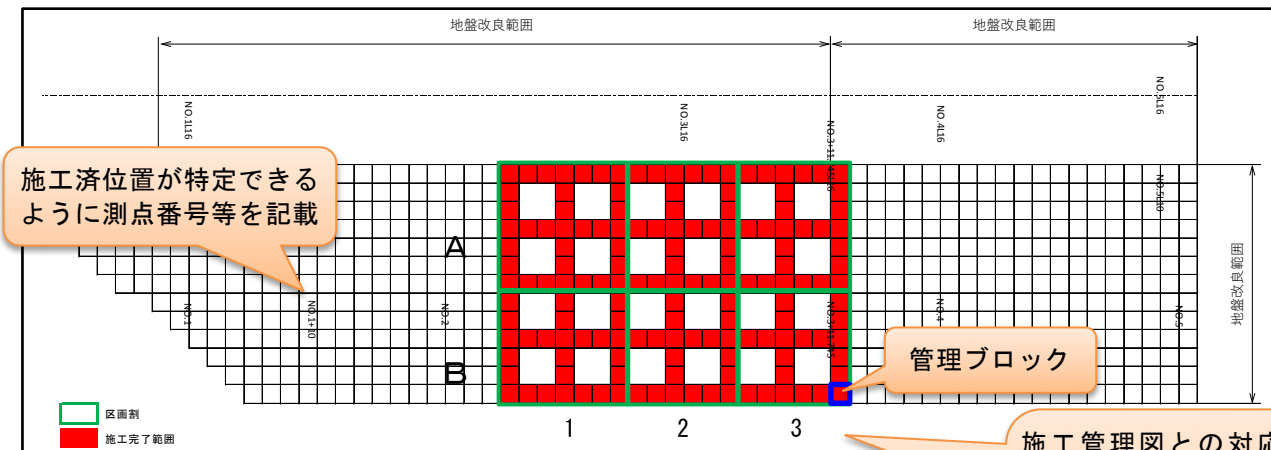 地盤改良範囲
地盤改良範囲
NO.1L16
NO.3L16
NO.4L16
NO.5L16
施工済位置が特定できる
ように測点番号等を記載
NO.5L10
A
地盤改良範囲
NO.1
NO.1+10
NO.2
NO.4
NO.5
管理ブロック
B
区画割
施工完了範囲
1
2
3
施工管理図との対応